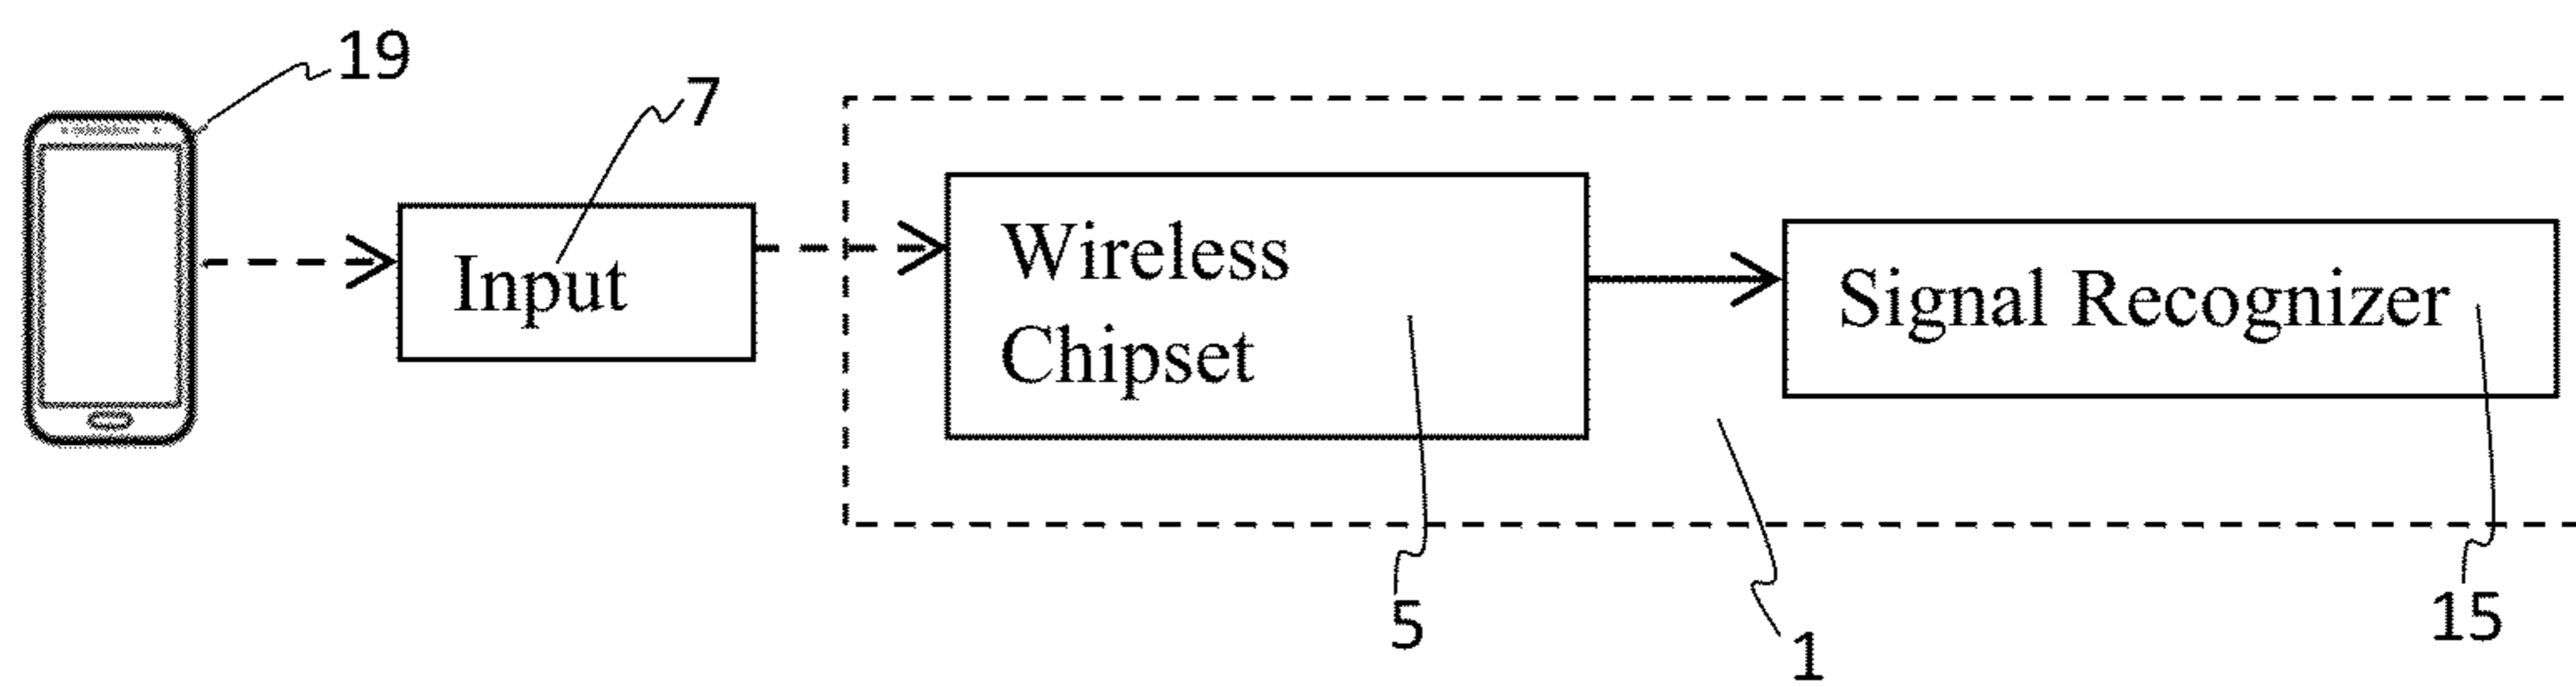 19
7
Input
Wireless
Chipset
Signal Recognizer
5
1
15